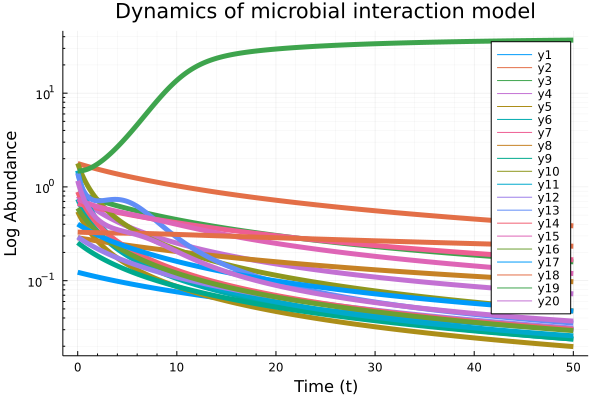 Dynamics of microbial interaction model
Log Abundance
10¹
10⁰
10⁻¹
0 10 20 30 40 50
Time (t)
y1
y2
y3
y4
y5
y6
y7
y8
y9
y10
y11
y12
y13
y14
y15
y16
y17
y18
y19
y20